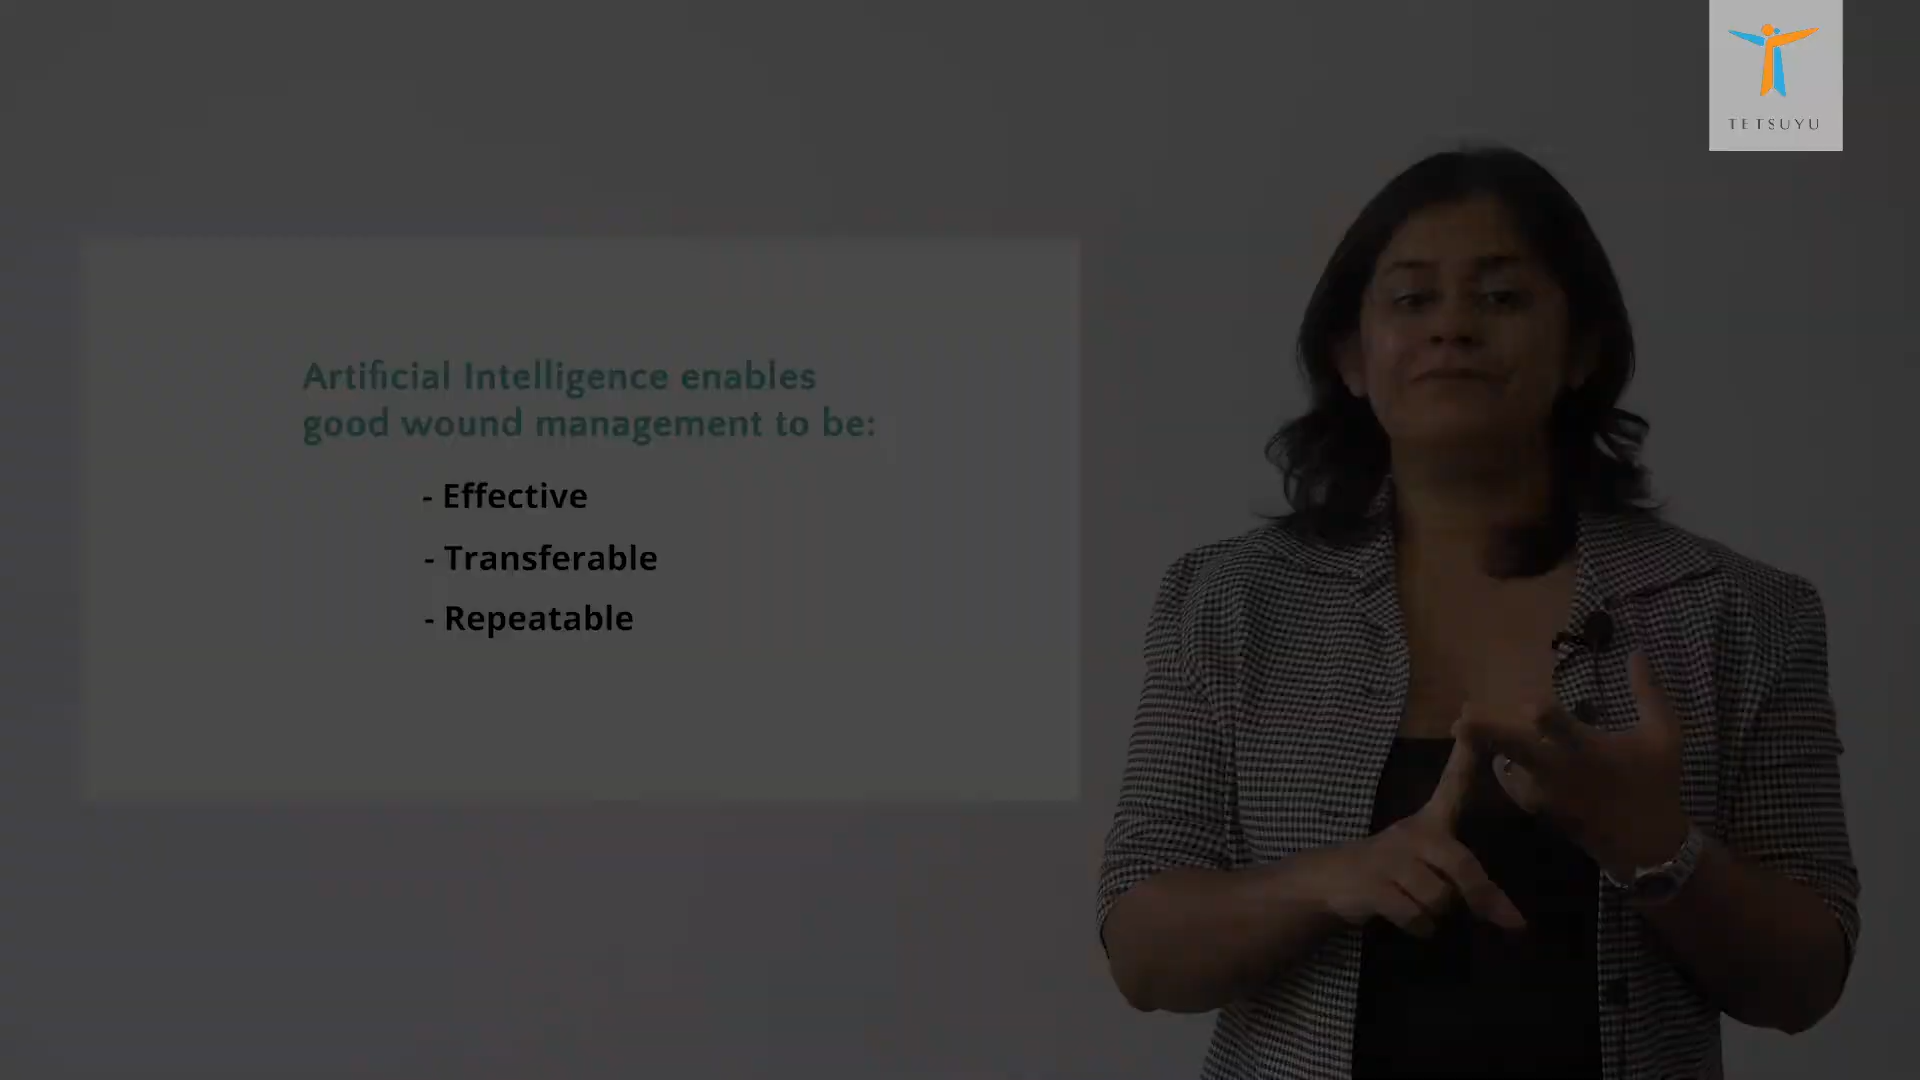 TETSUYU
Artificial Intelligence enables
good wound management to be:
- Effective
- Transferable
- Repeatable